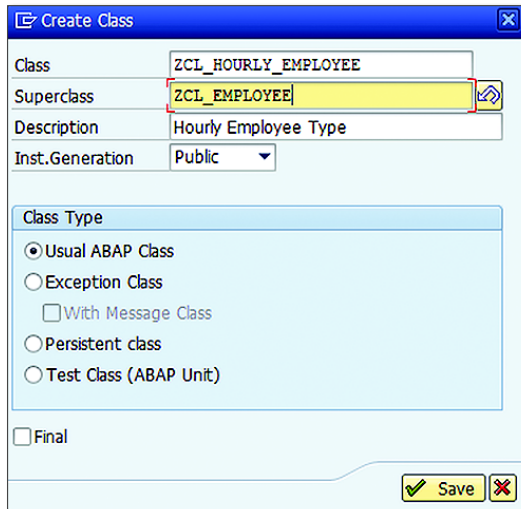 Create Class
Class ZCL_HOURLY_EMPLOYEE
Superclass ZCL_EMPLOYEE
Description Hourly Employee Type
Inst.Generation Public
Class Type
Usual ABAP Class
Exception Class
With Message Class
Persistent class
Test Class (ABAP Unit)
Final
Save